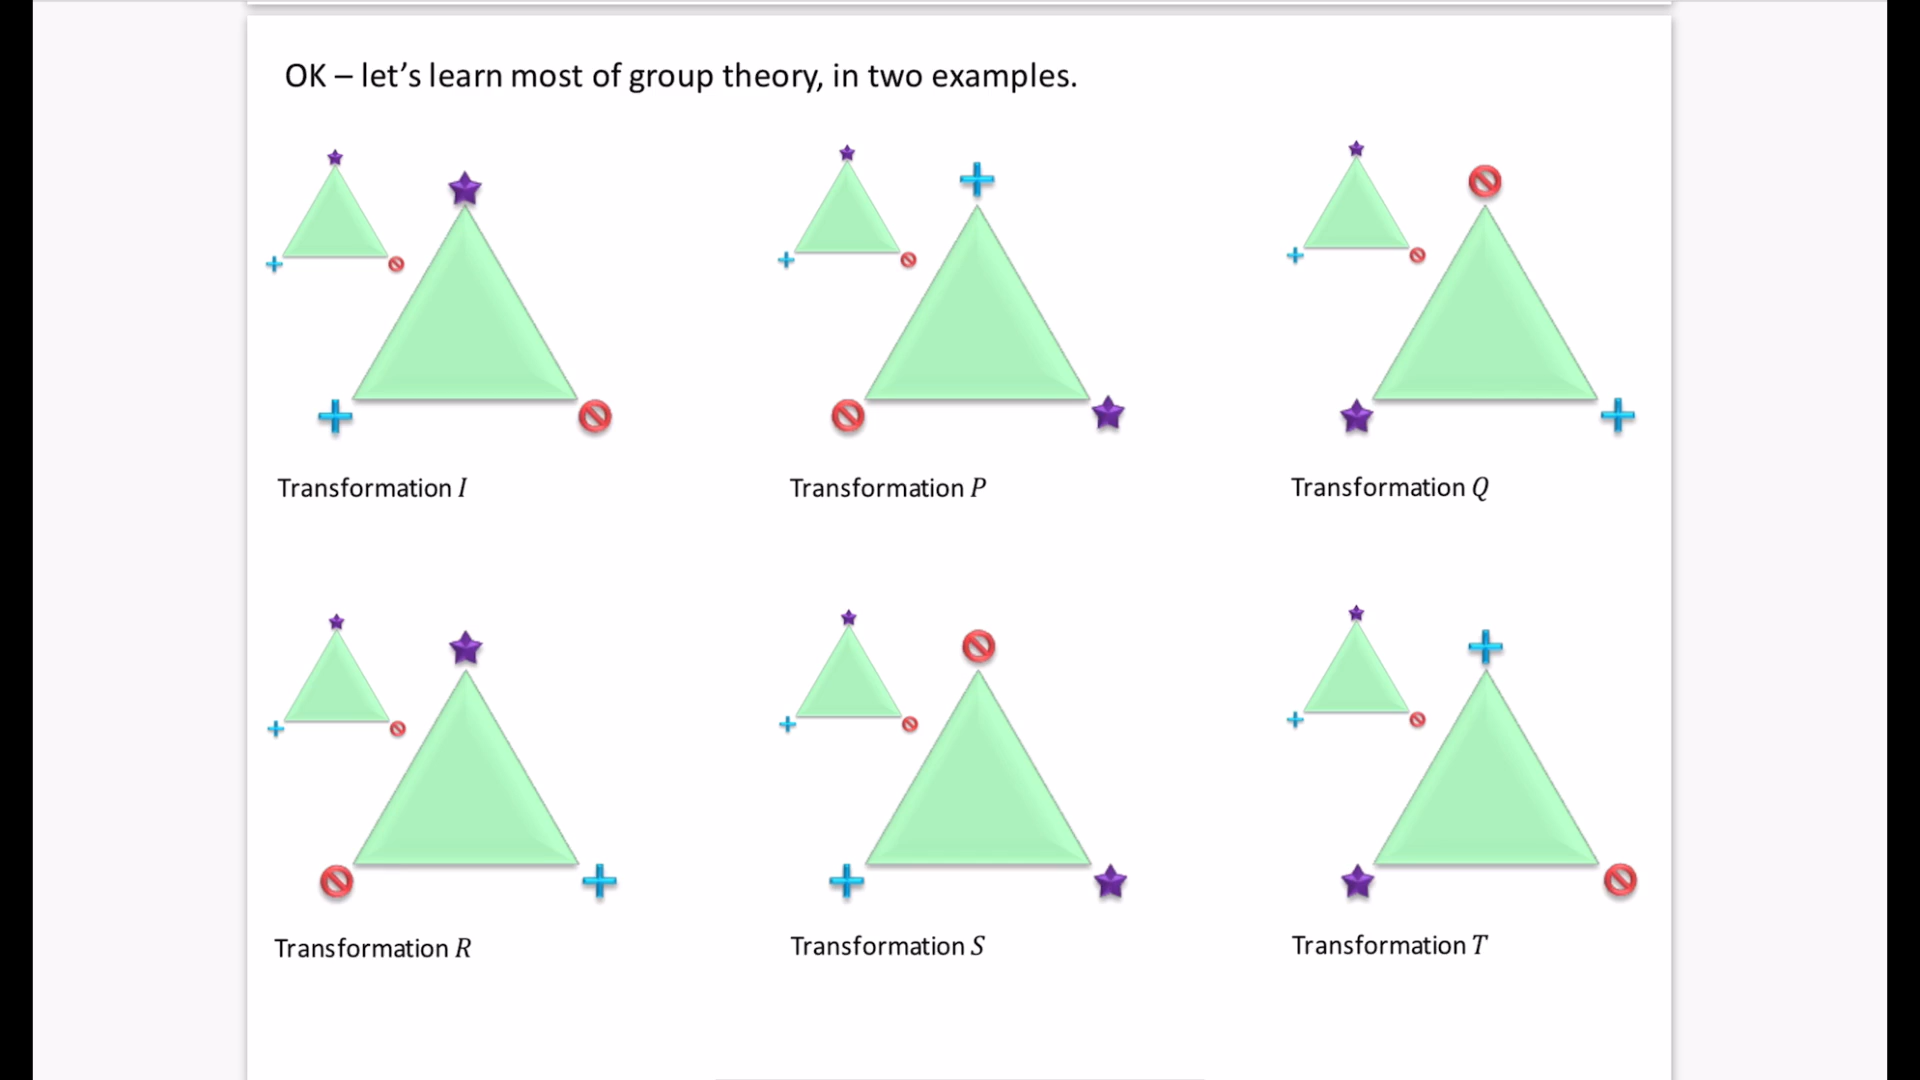 OK – let’s learn most of group theory, in two examples.
Transformation I
Transformation P
Transformation Q
Transformation R
Transformation S
Transformation T